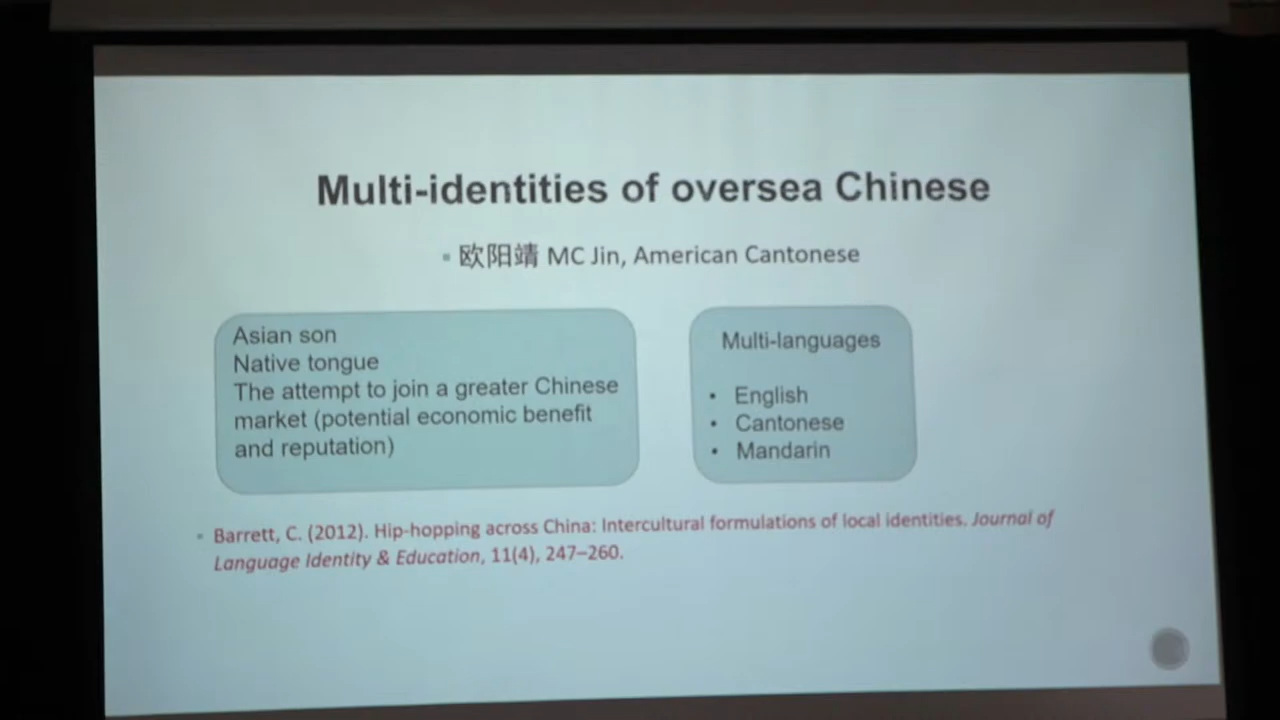 Multi-identities of oversea Chinese
欧阳靖 MC Jin, American Cantonese
Asian son
Native tongue
The attempt to join a greater Chinese
market (potential economic benefit
and reputation)
Multi-languages
• English
• Cantonese
• Mandarin
Barrett, C. (2012). Hip-hopping across China: Intercultural formulations of local identities. Journal of
Language Identity & Education, 11(4), 247–260.